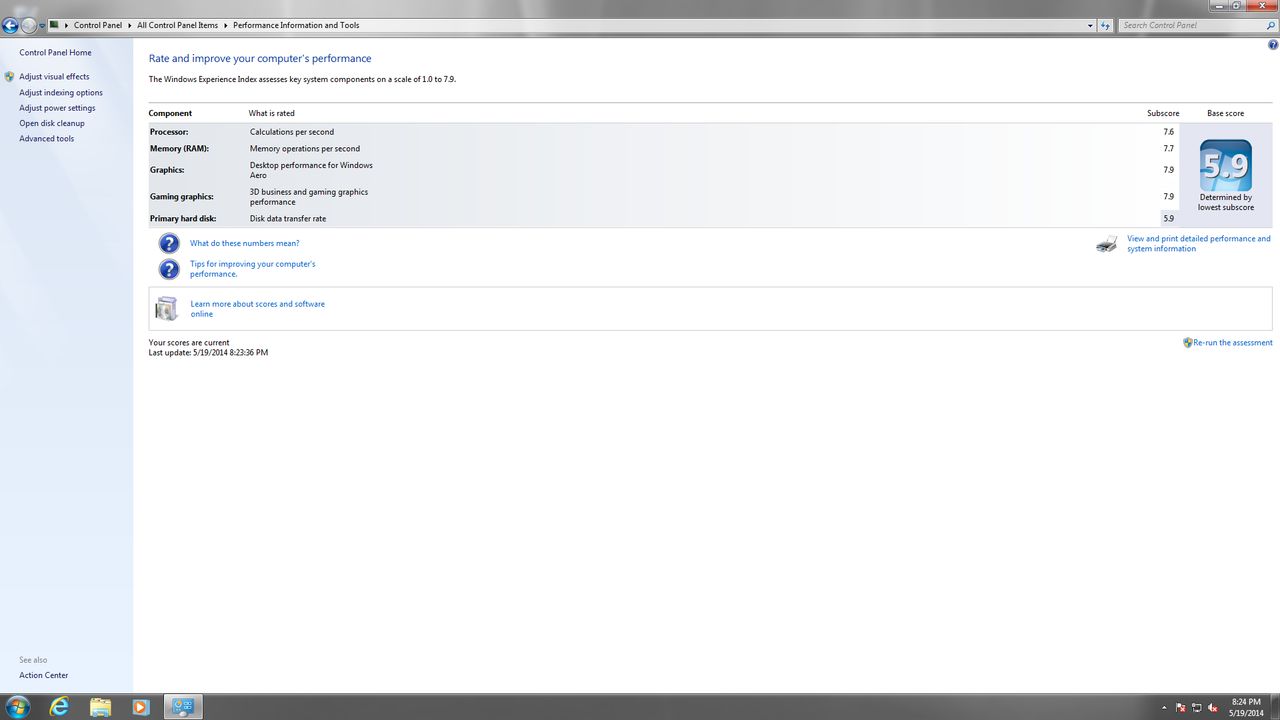 Control Panel
All Control Panel Items
Performance Information and Tools
Search Control Panel
Control Panel Home
Adjust visual effects
Adjust indexing options
Adjust power settings
Open disk cleanup
Advanced tools
See also
Action Center
Rate and improve your computer's performance
The Windows Experience Index assesses key system components on a scale of 1.0 to 7.9.
Component What is rated Subscore Base score
Processor: Calculations per second 7.6
Memory (RAM): Memory operations per second 7.7
Graphics: Desktop performance for Windows
Aero 7.9
Gaming graphics: 3D business and gaming graphics
performance 7.9
Primary hard disk: Disk data transfer rate 5.9
5.9
Determined by
lowest subscore
What do these numbers mean?
Tips for improving your computer's
performance.
View and print detailed performance and
system information
Learn more about scores and software
online
Your scores are current
Last update: 5/19/2014 8:23:36 PM
Re-run the assessment
8:24 PM
5/19/2014